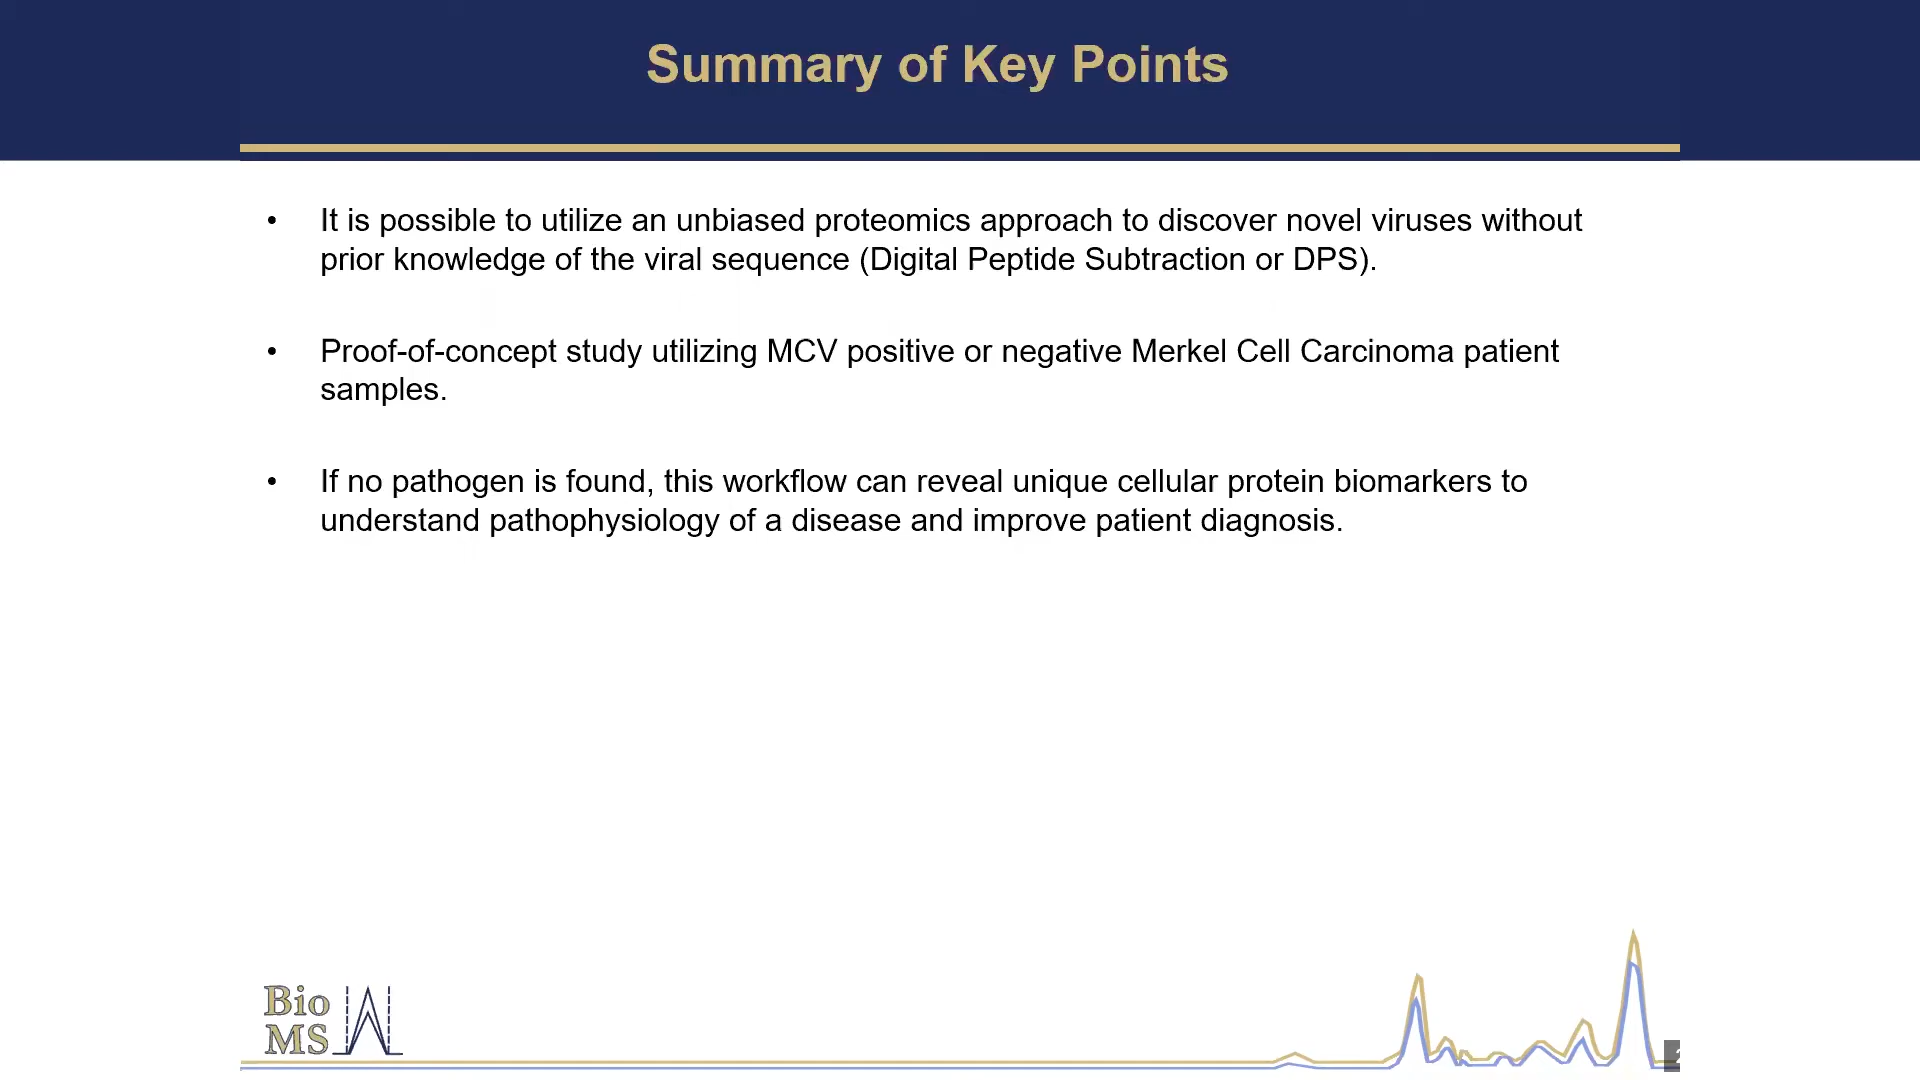 Summary of Key Points
• It is possible to utilize an unbiased proteomics approach to discover novel viruses without
prior knowledge of the viral sequence (Digital Peptide Subtraction or DPS).
• Proof-of-concept study utilizing MCV positive or negative Merkel Cell Carcinoma patient
samples.
• If no pathogen is found, this workflow can reveal unique cellular protein biomarkers to
understand pathophysiology of a disease and improve patient diagnosis.
Bio
MS